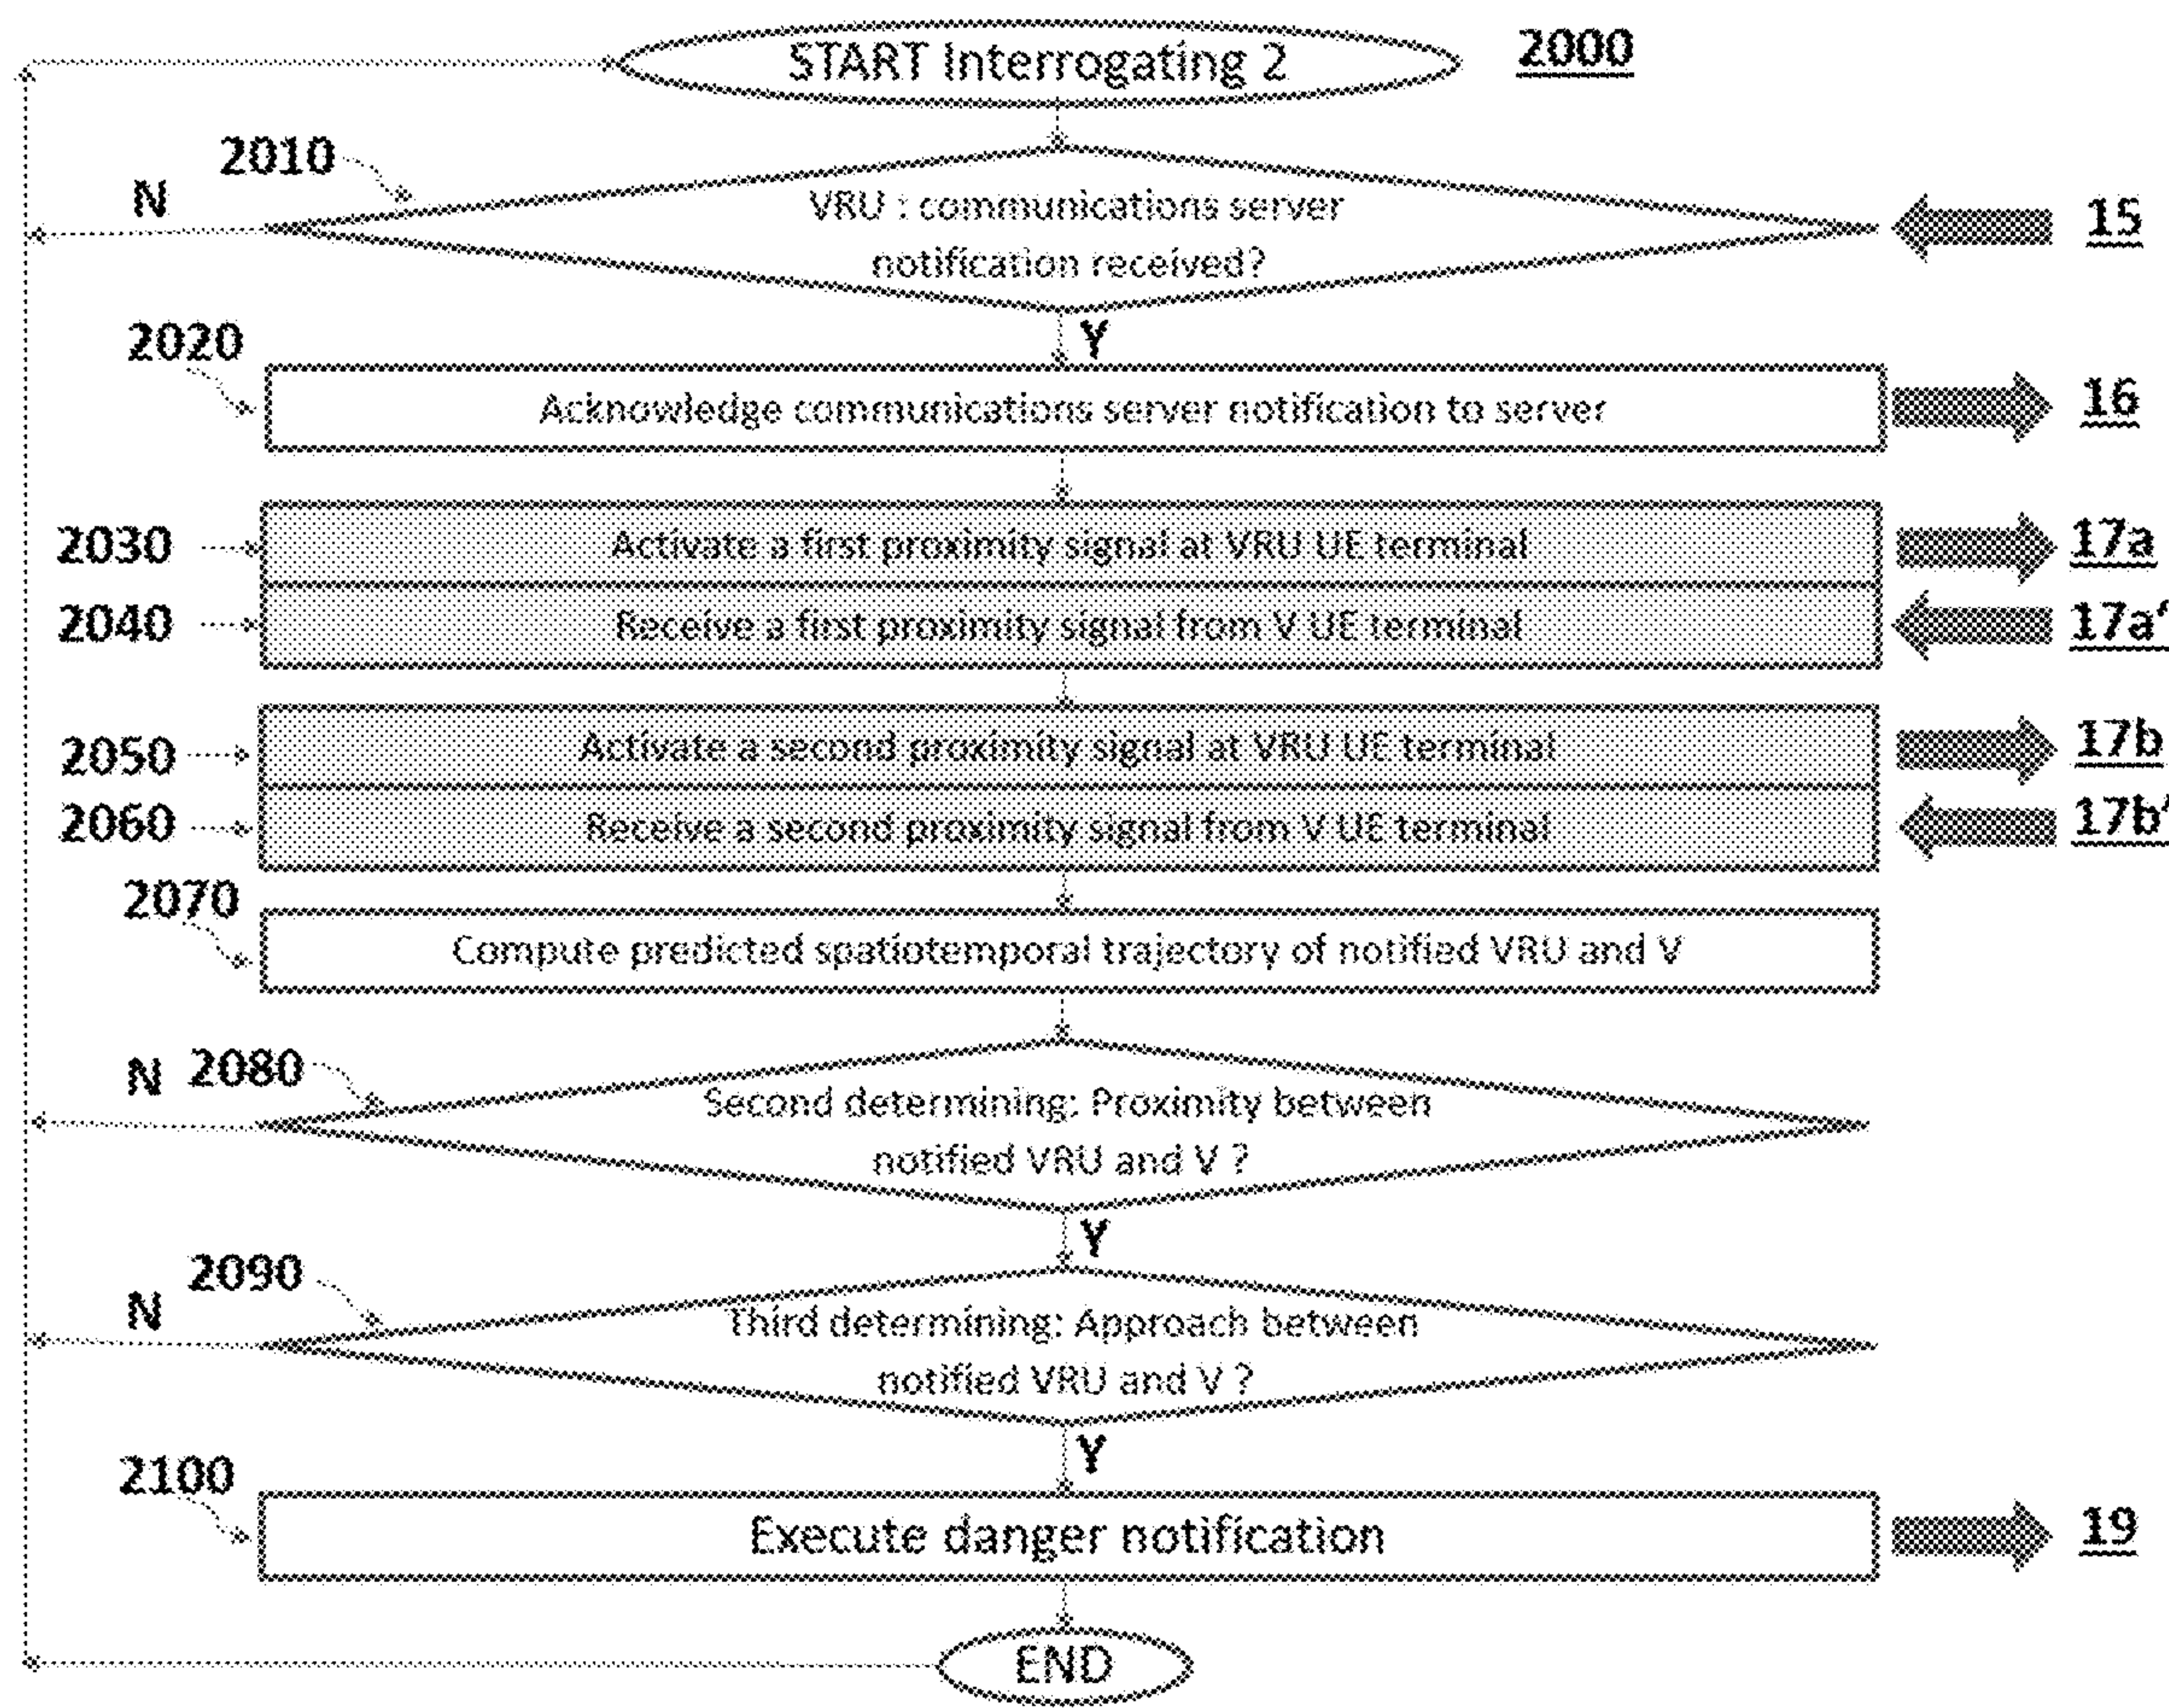 START Interrogating 2
2000
2010
N
VRU : communications server
notification received?
15
Y
2020
Acknowledge communications server notification to server
16
2030
Activate a first proximity signal at VRU UE terminal
17a
2040
Receive a first proximity signal from V UE terminal
17a'
2050
Activate a second proximity signal at VRU UE terminal
17b
2060
Receive a second proximity signal from V UE terminal
17b'
2070
Compute predicted spatiotemporal trajectory of notified VRU and V
N
2080
Second determining: Proximity between
notified VRU and V ?
Y
2090
N
Third determining: Approach between
notified VRU and V ?
Y
2100
Execute danger notification
19
END